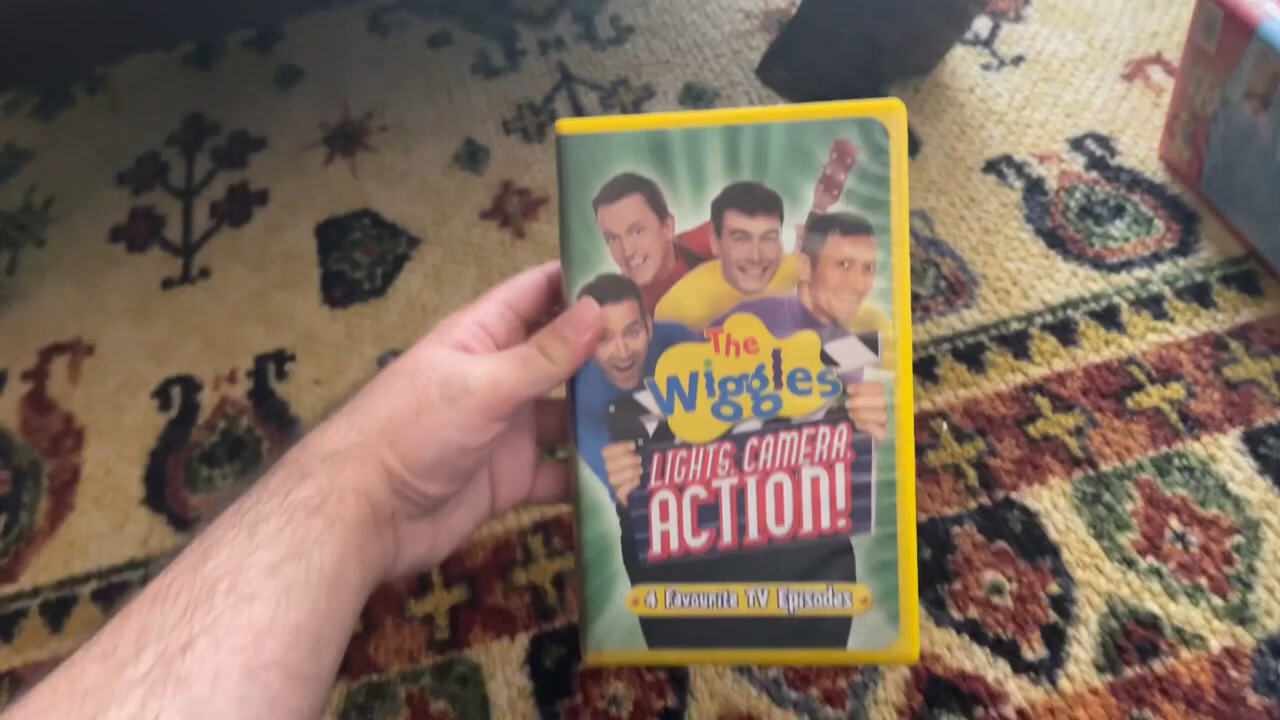 The
Wiggles
LIGHTS, CAMERA,
ACTION!
4 Favourite TV Episodes